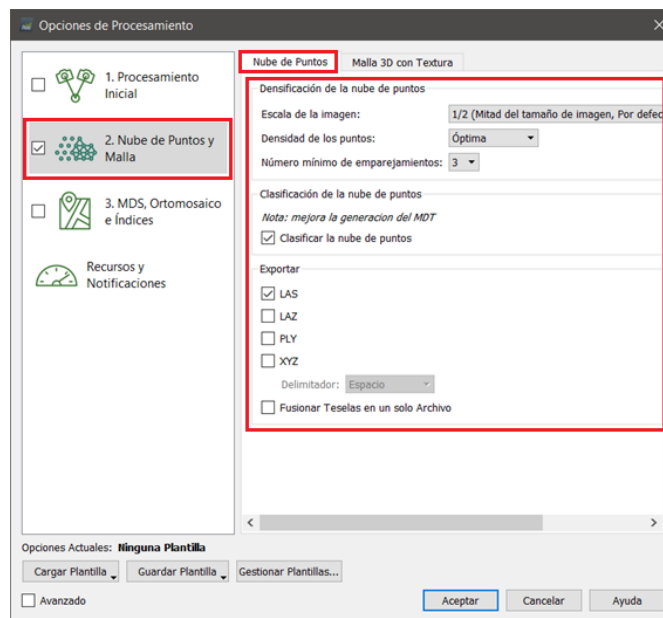 Opciones de Procesamiento
1. Procesamiento
Inicial
2. Nube de Puntos y
Malla
3. MDS, Ortomosaico
e Índices
Recursos y
Notificaciones
Nube de Puntos
Malla 3D con Textura
Densificación de la nube de puntos
Escala de la imagen:
1/2 (Mitad del tamaño de imagen, Por defec
Densidad de los puntos:
Óptima
Número mínimo de emparejamientos:
3
Clasificación de la nube de puntos
Nota: mejora la generacion del MDT
Clasificar la nube de puntos
Exportar
LAS
LAZ
PLY
XYZ
Delimitador:
Espacio
Fusionar Teselas en un solo Archivo
Opciones Actuales: Ninguna Plantilla
Cargar Plantilla
Guardar Plantilla
Gestionar Plantillas...
Avanzado
Aceptar
Cancelar
Ayuda